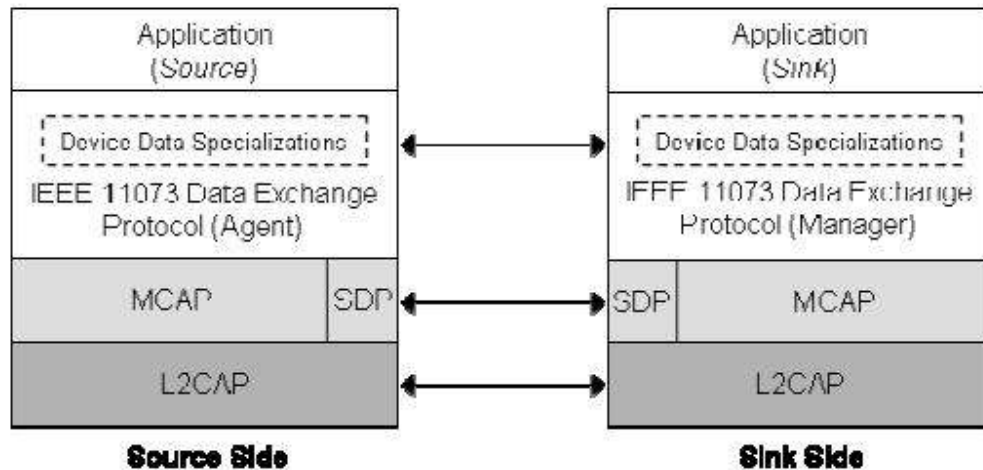 Application
(Source)
Device Data Specializations
IEEE 11073 Data Exchange
Protocol (Agent)
MCAP
SDP
L2CAP
Source Side
Application
(Sink)
Device Data Specializations
IEEE 11073 Data Exchange
Protocol (Manager)
SDP
MCAP
L2CAP
Sink Side